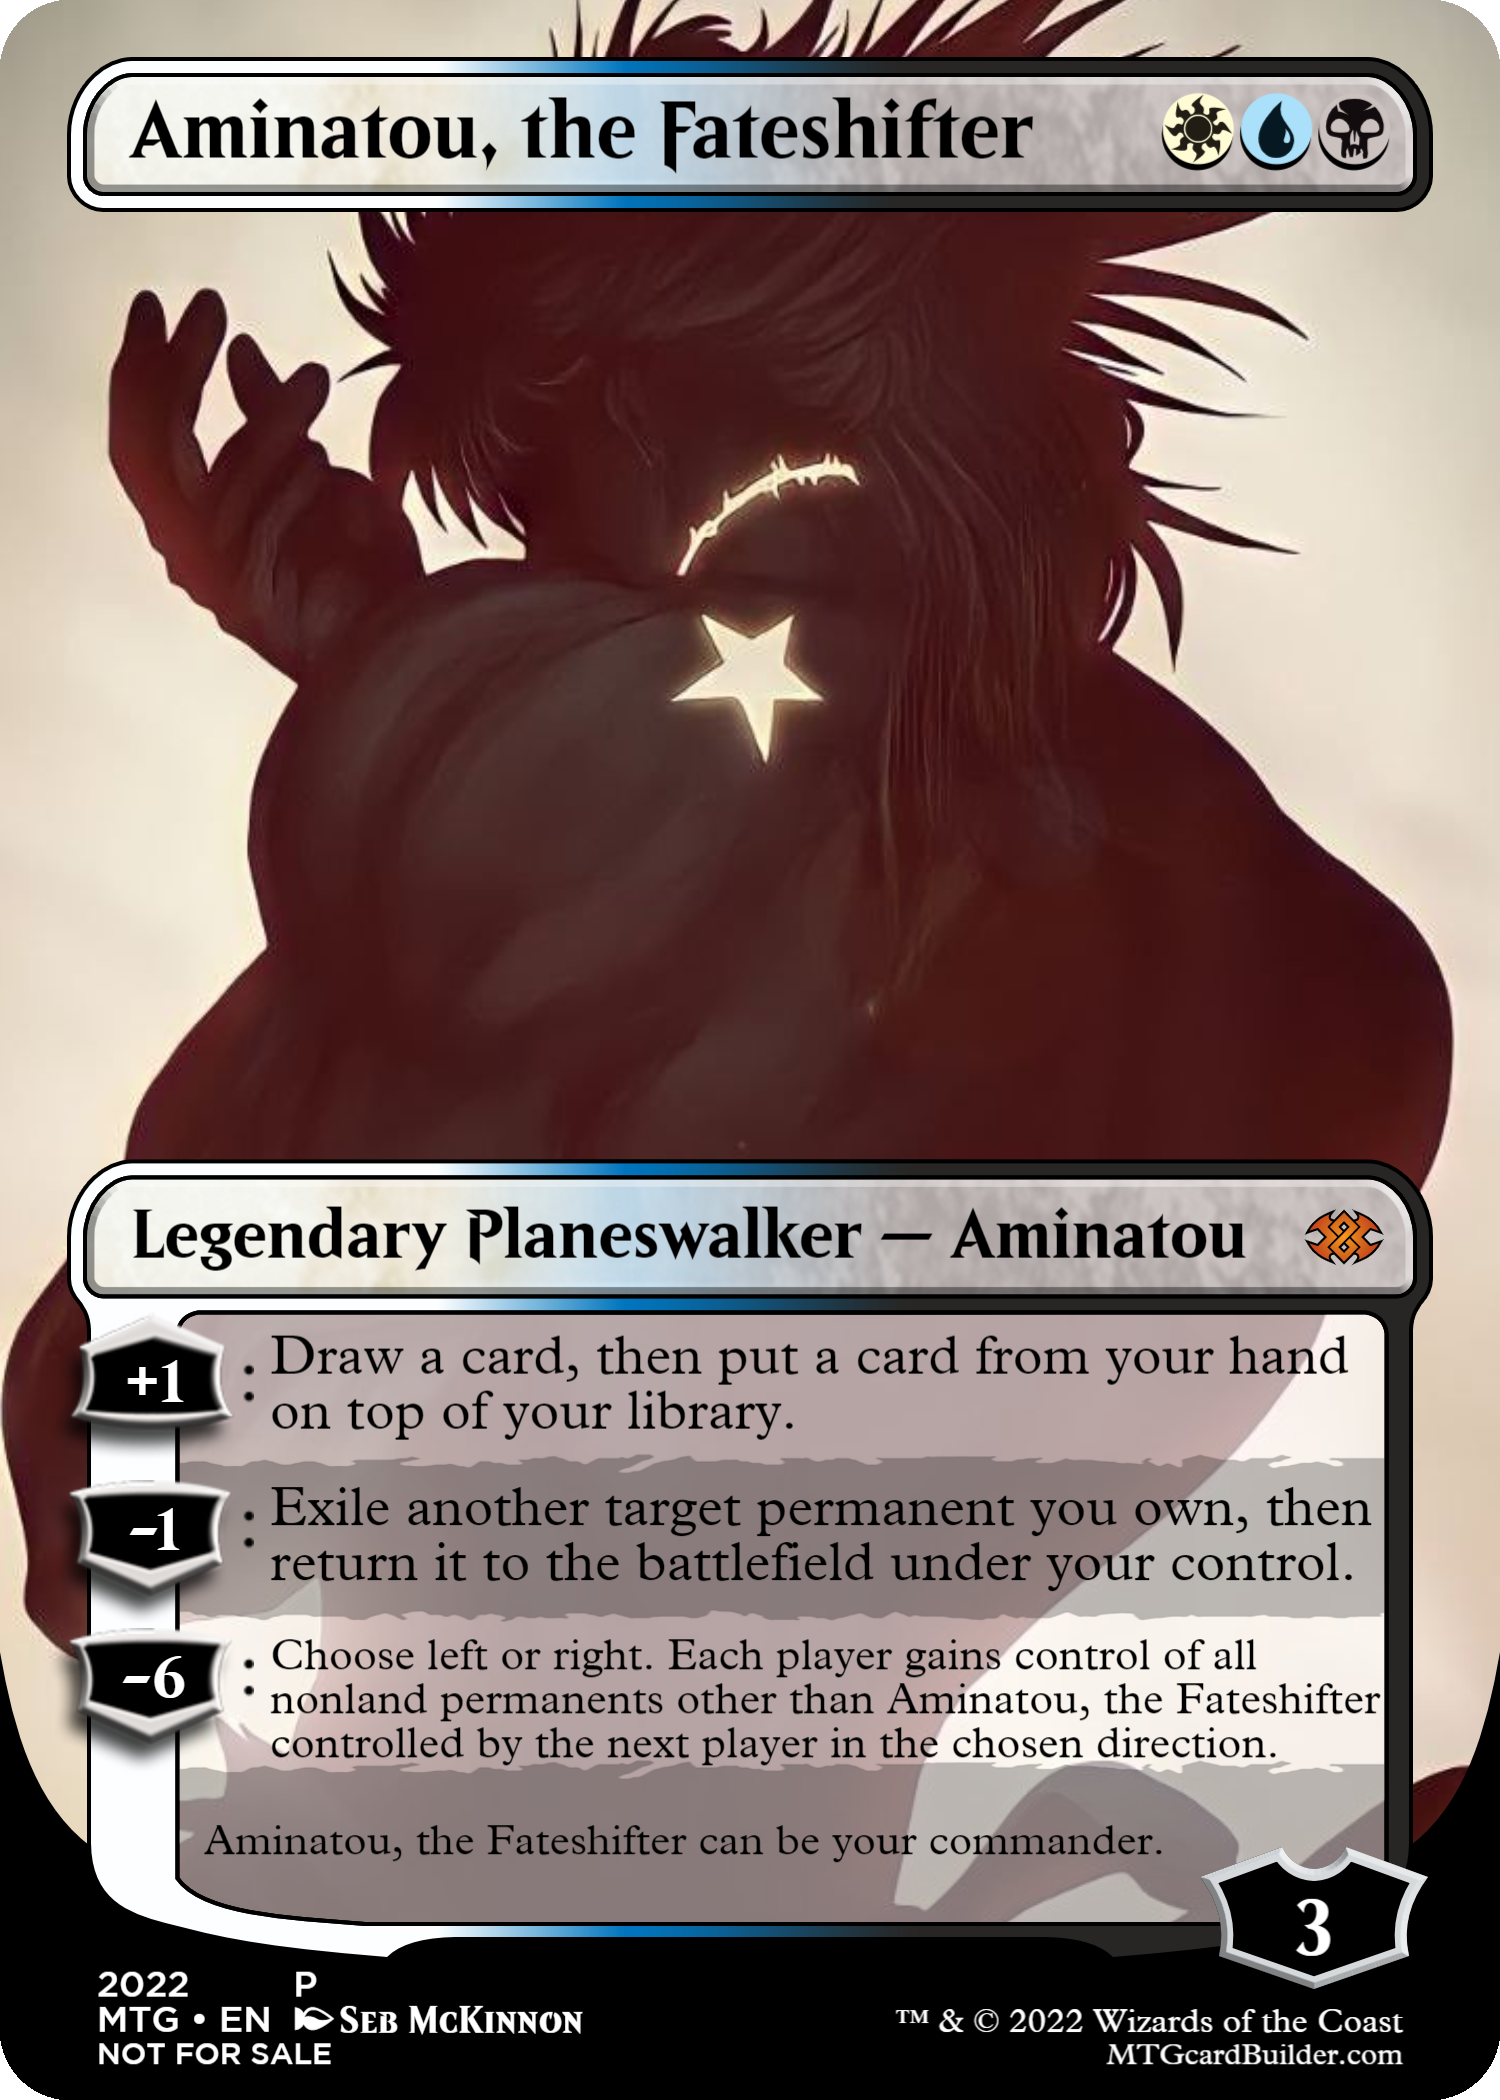 Aminatou, the Fateshifter
Legendary Planeswalker — Aminatou
+1 : Draw a card, then put a card from your hand
on top of your library.
−1 : Exile another target permanent you own, then
return it to the battlefield under your control.
−6 : Choose left or right. Each player gains control of all
nonland permanents other than Aminatou, the Fateshifter
controlled by the next player in the chosen direction.
Aminatou, the Fateshifter can be your commander.
3
2022 P
MTG • EN Seb McKinnon
NOT FOR SALE
™ & © 2022 Wizards of the Coast
MTGcardBuilder.com